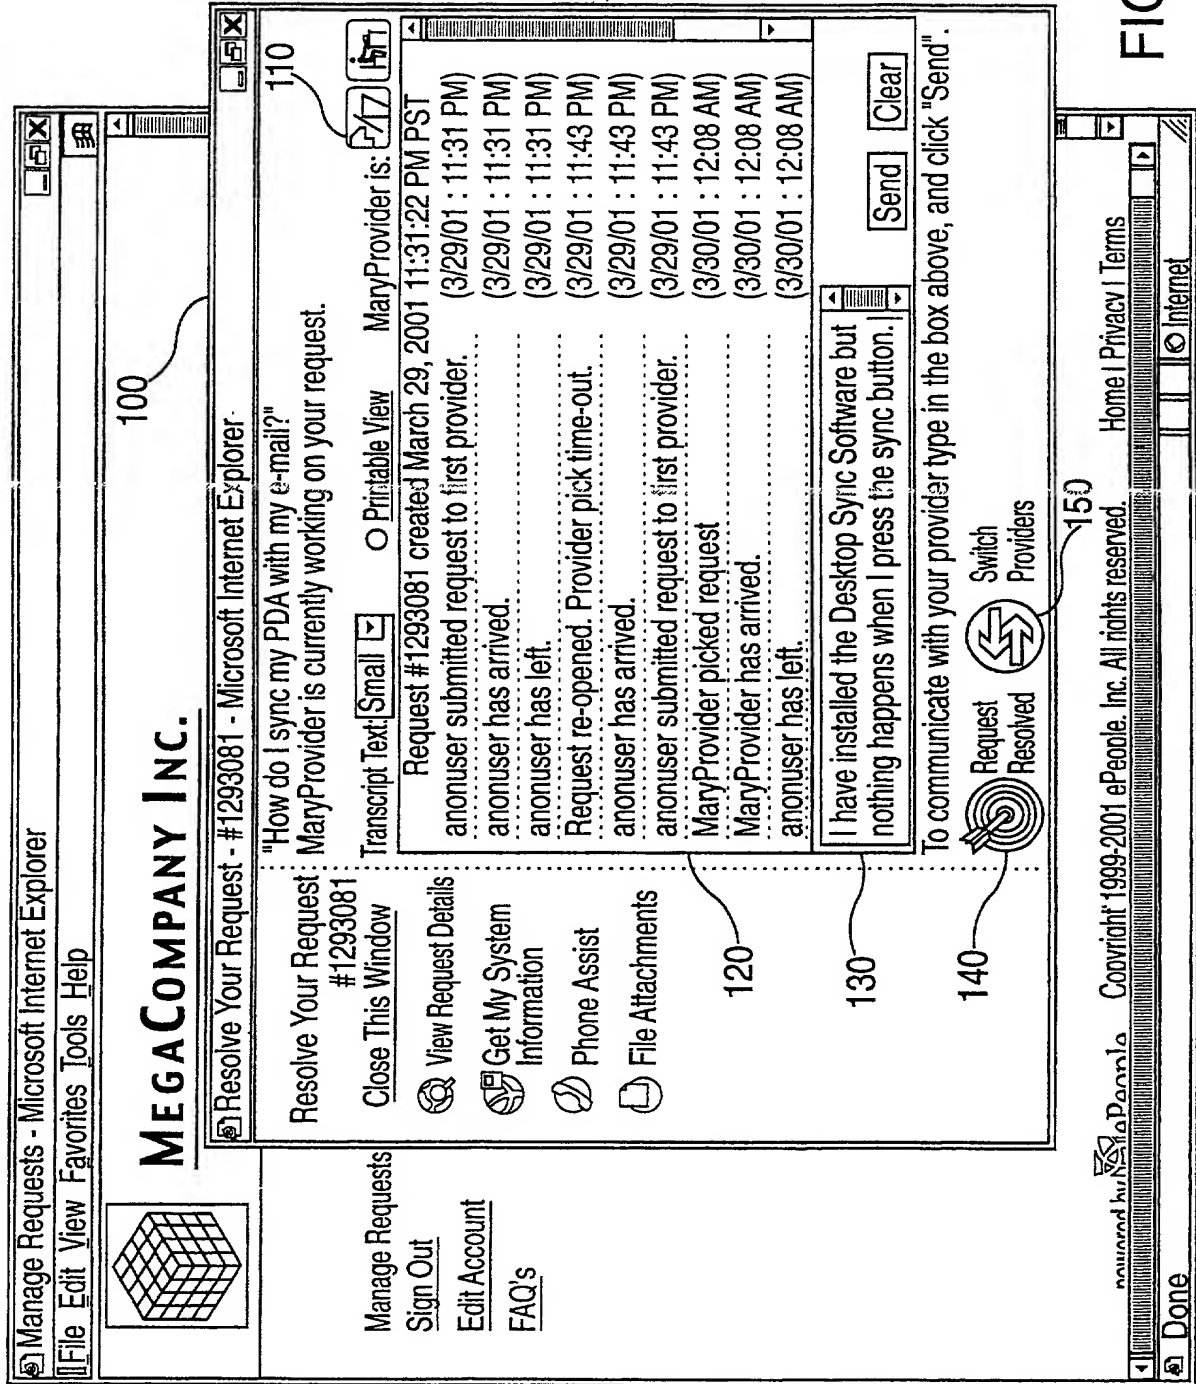 Manage Requests - Microsoft Internet Explorer
File Edit View Favorites Tools Help
MEGACOMPANY INC.
100
Manage Requests
Sign Out
Edit Account
FAQ's
Resolve Your Request - #1293081 - Microsoft Internet Explorer
Resolve Your Request
#1293081
Close This Window
View Request Details
Get My System
Information
Phone Assist
File Attachments
"How do I sync my PDA with my e-mail?"
MaryProvider is currently working on your request.
110
Transcript Text: Small Printable View MaryProvider is:
Request #1293081 created March 29, 2001 11:31:22 PM PST
anonuser submitted request to first provider. (3/29/01 : 11:31 PM)
anonuser has arrived. (3/29/01 : 11:31 PM)
anonuser has left. (3/29/01 : 11:31 PM)
Request re-opened. Provider pick time-out. (3/29/01 : 11:43 PM)
anonuser has arrived. (3/29/01 : 11:43 PM)
anonuser submitted request to first provider. (3/29/01 : 11:43 PM)
MaryProvider picked request (3/30/01 : 12:08 AM)
MaryProvider has arrived. (3/30/01 : 12:08 AM)
anonuser has left. (3/30/01 : 12:08 AM)
120
I have installed the Desktop Sync Software but
nothing happens when I press the sync button.
Send Clear
130
To communicate with your provider type in the box above, and click "Send".
140
Request
Resolved
Switch
Providers
150
powered by ePeople Copyright 1999-2001 ePeople. Inc. All rights reserved. Home | Privacy | Terms
Done Internet